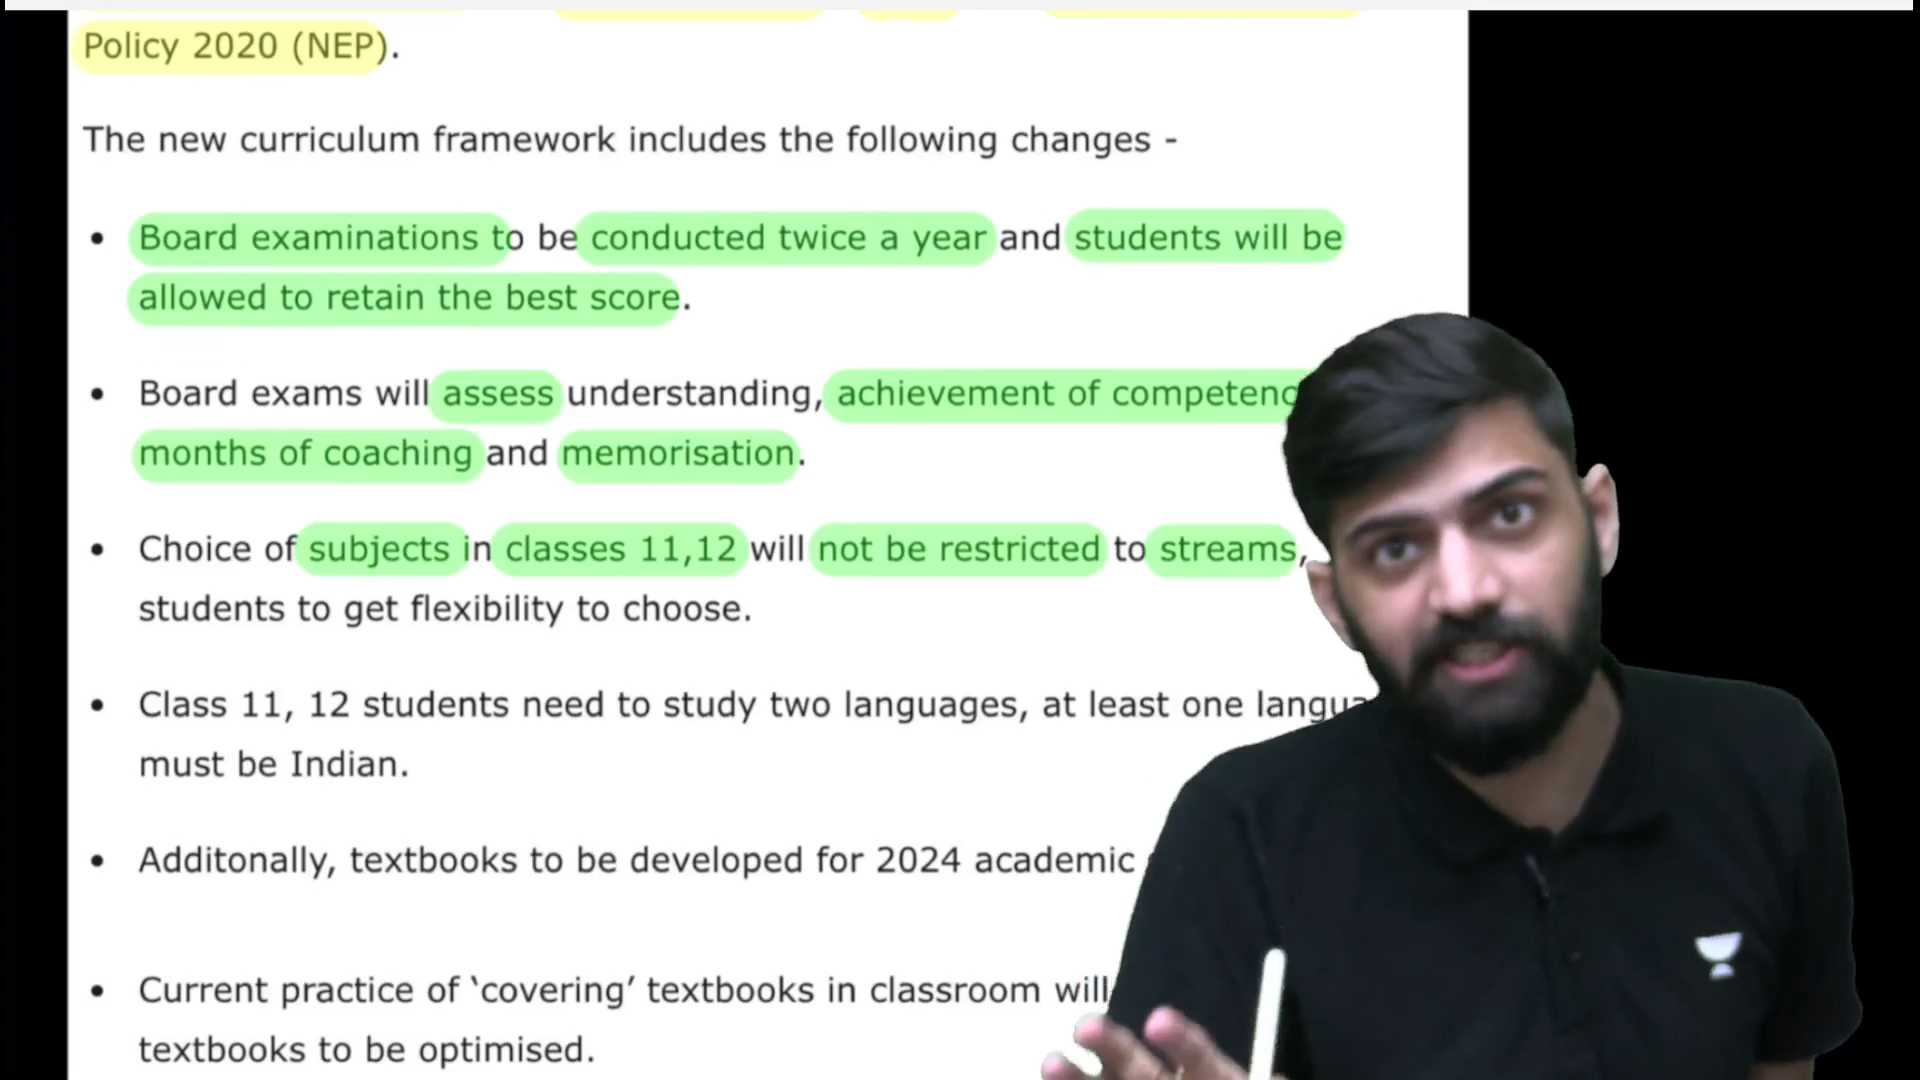 Policy 2020 (NEP).
The new curriculum framework includes the following changes -
• Board examinations to be conducted twice a year and students will be
allowed to retain the best score.
• Board exams will assess understanding, achievement of
months of coaching and memorisation.
• Choice of subjects in classes 11,12 will not be restricted to streams,
students to get flexibility to choose.
• Class 11, 12 students need to study two languages, at least one
must be Indian.
• Additonally, textbooks to be developed for 2024 academic
• Current practice of ‘covering’ textbooks in classroom will
textbooks to be optimised.